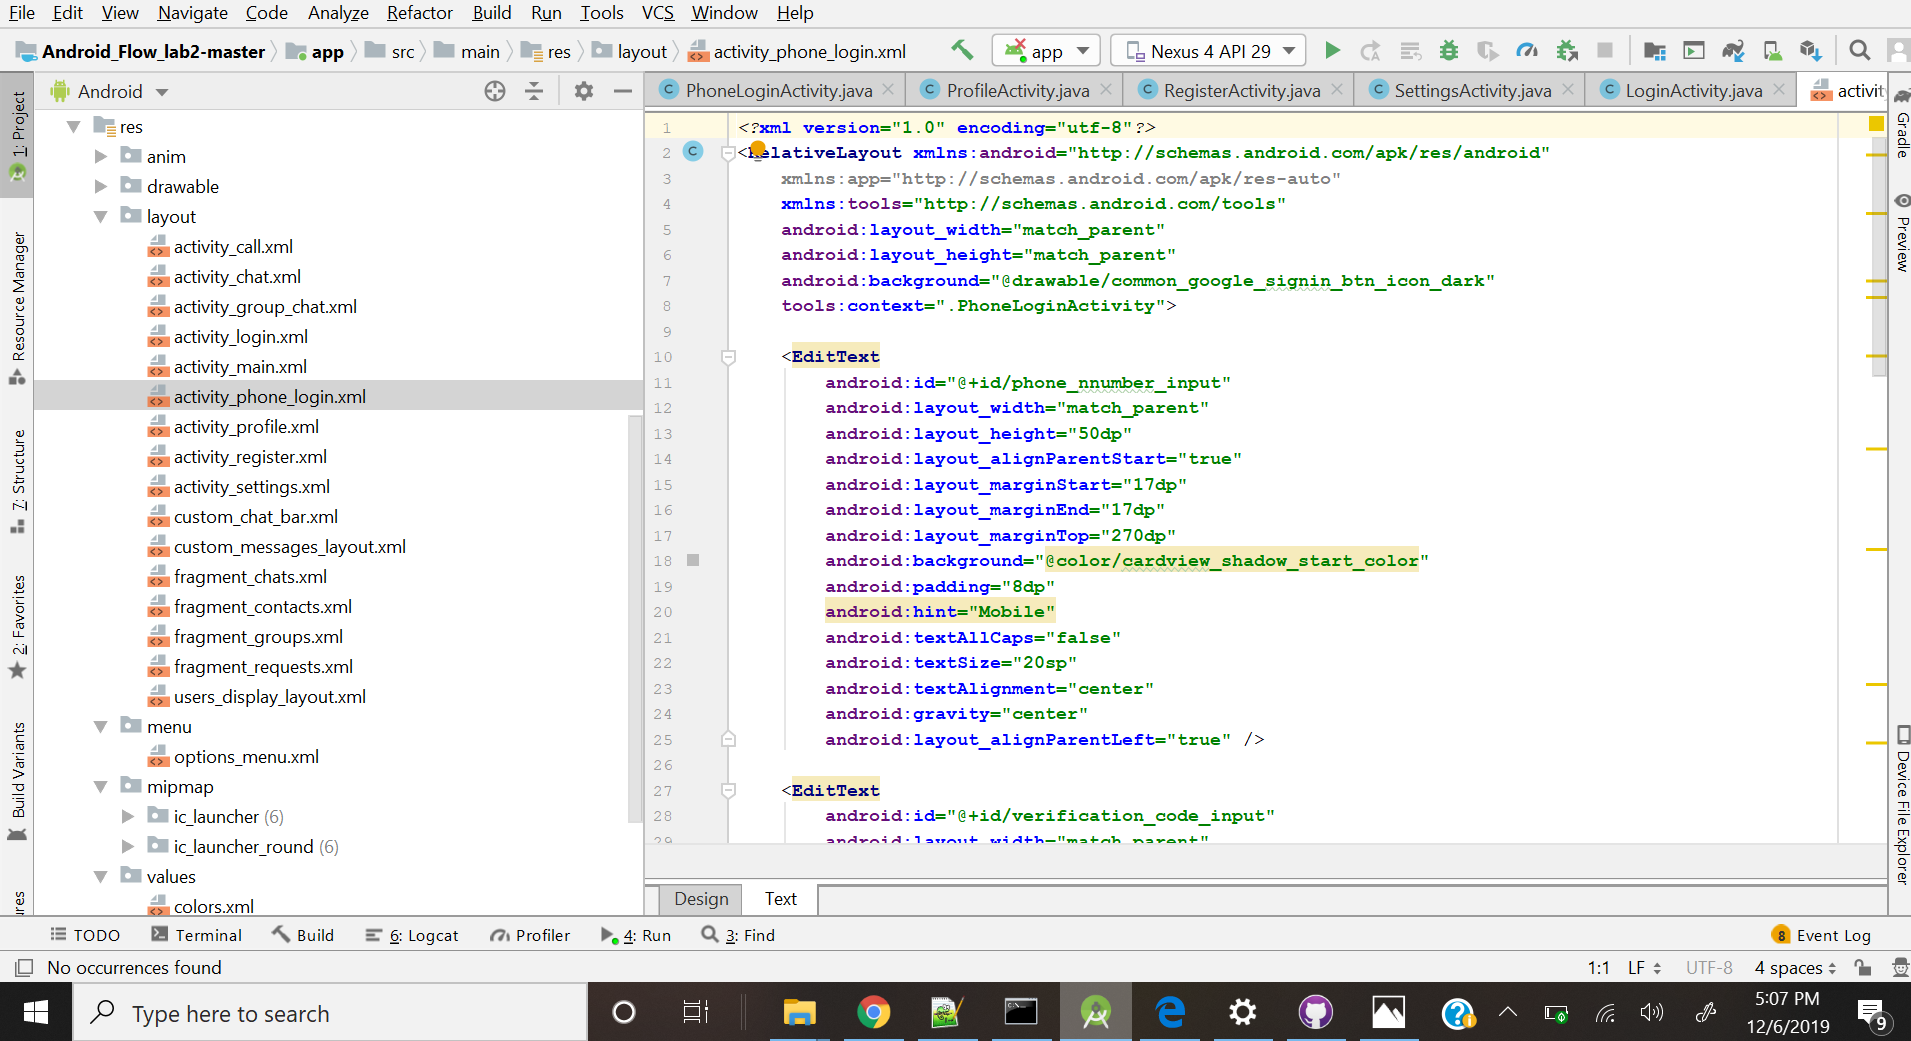 File Edit View Navigate Code Analyze Refactor Build Run Tools VCS Window Help
Android_Flow_lab2-master app src main res layout activity_phone_login.xml app Nexus 4 API 29
1: Project
Resource Manager
7: Structure
2: Favorites
Build Variants
Android
res
anim
drawable
layout
activity_call.xml
activity_chat.xml
activity_group_chat.xml
activity_login.xml
activity_main.xml
activity_phone_login.xml
activity_profile.xml
activity_register.xml
activity_settings.xml
custom_chat_bar.xml
custom_messages_layout.xml
fragment_chats.xml
fragment_contacts.xml
fragment_groups.xml
fragment_requests.xml
users_display_layout.xml
menu
options_menu.xml
mipmap
ic_launcher (6)
ic_launcher_round (6)
values
colors.xml
PhoneLoginActivity.java ProfileActivity.java RegisterActivity.java SettingsActivity.java LoginActivity.java activit
1 <?xml version="1.0" encoding="utf-8"?>
2 <RelativeLayout xmlns:android="http://schemas.android.com/apk/res/android"
3 xmlns:app="http://schemas.android.com/apk/res-auto"
4 xmlns:tools="http://schemas.android.com/tools"
5 android:layout_width="match_parent"
6 android:layout_height="match_parent"
7 android:background="@drawable/common_google_signin_btn_icon_dark"
8 tools:context=".PhoneLoginActivity">
9
10 <EditText
11 android:id="@+id/phone_nnumber_input"
12 android:layout_width="match_parent"
13 android:layout_height="50dp"
14 android:layout_alignParentStart="true"
15 android:layout_marginStart="17dp"
16 android:layout_marginEnd="17dp"
17 android:layout_marginTop="270dp"
18 android:background="@color/cardview_shadow_start_color"
19 android:padding="8dp"
20 android:hint="Mobile"
21 android:textAllCaps="false"
22 android:textSize="20sp"
23 android:textAlignment="center"
24 android:gravity="center"
25 android:layout_alignParentLeft="true" />
26
27 <EditText
28 android:id="@+id/verification_code_input"
29 android:layout_width="match_parent"
Design Text
Gradle
Preview
Device File Explorer
TODO Terminal Build 6: Logcat Profiler 4: Run 3: Find 8 Event Log
No occurrences found 1:1 LF UTF-8 4 spaces
Type here to search
5:07 PM
12/6/2019
9